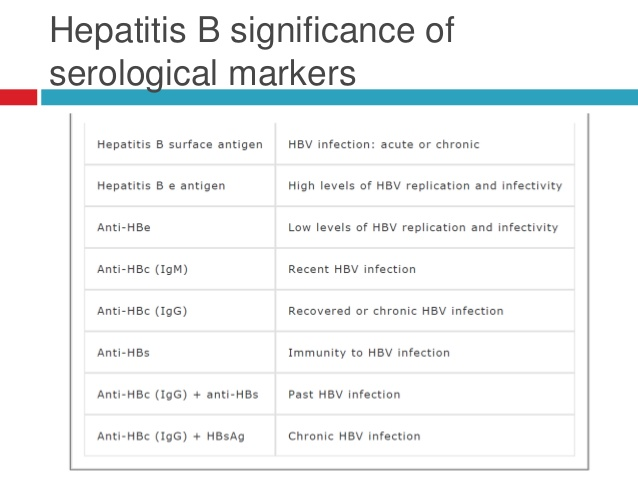 Hepatitis B significance of
serological markers
Hepatitis B surface antigen HBV infection: acute or chronic
Hepatitis B e antigen High levels of HBV replication and infectivity
Anti-HBe Low levels of HBV replication and infectivity
Anti-HBc (IgM) Recent HBV infection
Anti-HBc (IgG) Recovered or chronic HBV infection
Anti-HBs Immunity to HBV infection
Anti-HBc (IgG) + anti-HBs Past HBV infection
Anti-HBc (IgG) + HBsAg Chronic HBV infection